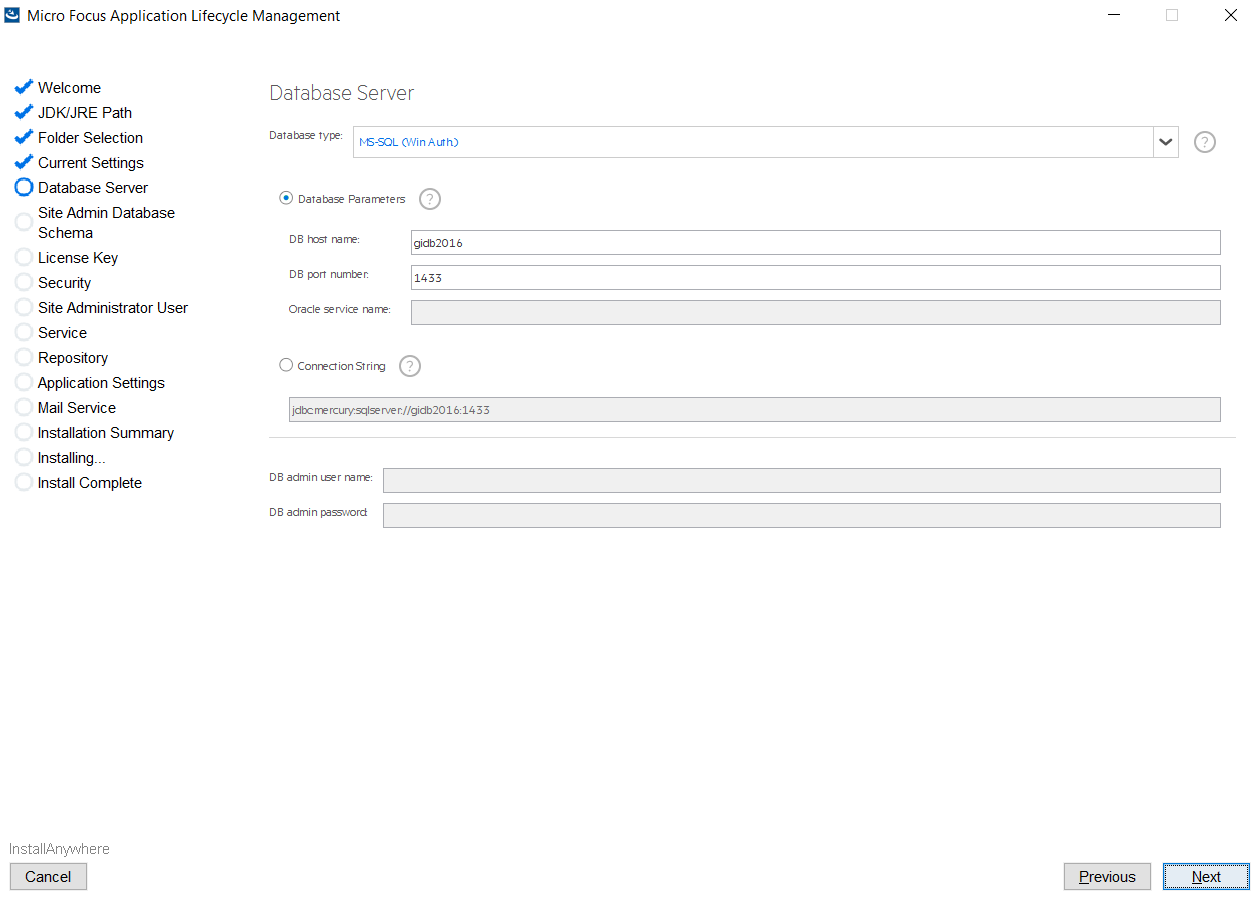 Micro Focus Application Lifecycle Management
Welcome
JDK/JRE Path
Folder Selection
Current Settings
Database Server
Site Admin Database
Schema
License Key
Security
Site Administrator User
Service
Repository
Application Settings
Mail Service
Installation Summary
Installing...
Install Complete
Database Server
Database type: MS-SQL (Win Auth.)
?
Database Parameters ?
DB host name: gidb2016
DB port number: 1433
Oracle service name:
Connection String ?
jdbc:mercury:sqlserver://gidb2016:1433
DB admin user name:
DB admin password:
InstallAnywhere
Cancel
Previous
Next